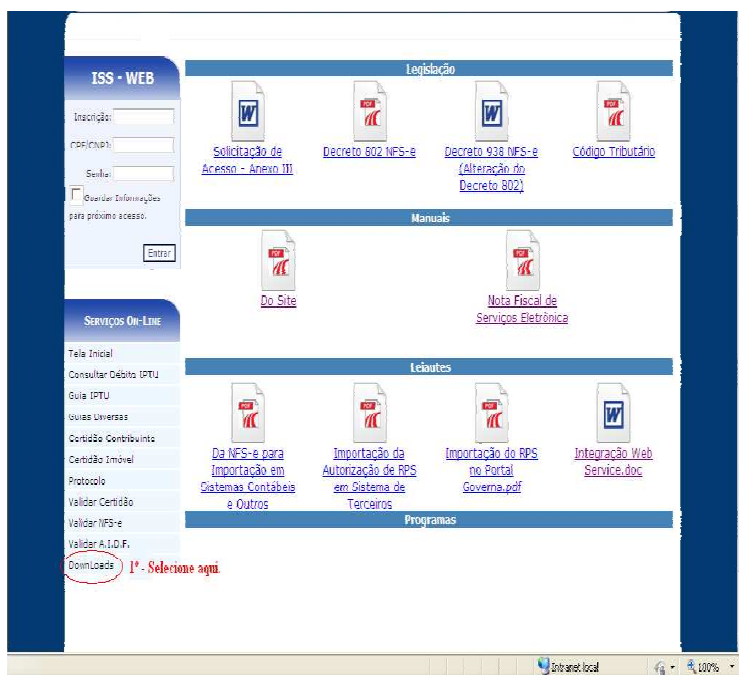 ISS - WEB
Inscrição:
CPF/CNPJ:
Senha:
Guardar Informações
para próximo acesso.
Entrar
SERVIÇOS ON-LINE
Tela Inicial
Consultar Débito IPTU
Guia IPTU
Guias Diversas
Certidão Contribuinte
Certidão Imóvel
Protocolo
Validar Certidão
Validar NFS-e
Validar A.I.D.F.
DownLoads
1º - Selecione aqui.
Legislação
Solicitação de
Acesso - Anexo III
Decreto 802 NFS-e
Decreto 938 NFS-e
(Alteração do
Decreto 802)
Código Tributário
Manuais
Do Site
Nota Fiscal de
Serviços Eletrônica
Leiautes
Da NFS-e para
Importação em
Sistemas Contábeis
e Outros
Importação da
Autorização de RPS
em Sistema de
Terceiros
Importação do RPS
no Portal
Governa.pdf
Integração Web
Service.doc
Programas
Intranet local
100%